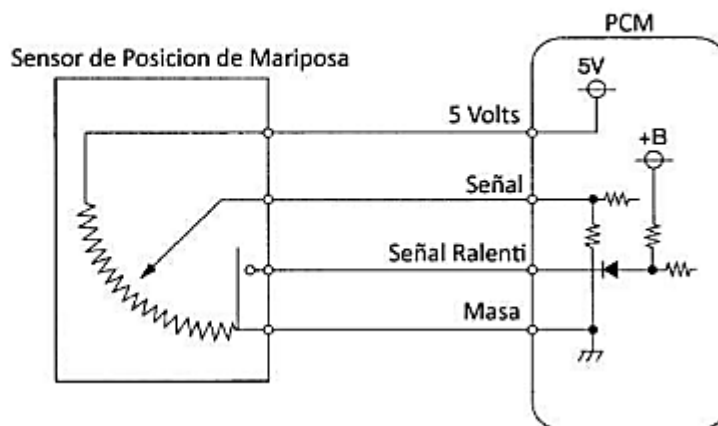 PCM
Sensor de Posicion de Mariposa
5V
5 Volts
+B
Señal
Señal Ralenti
Masa